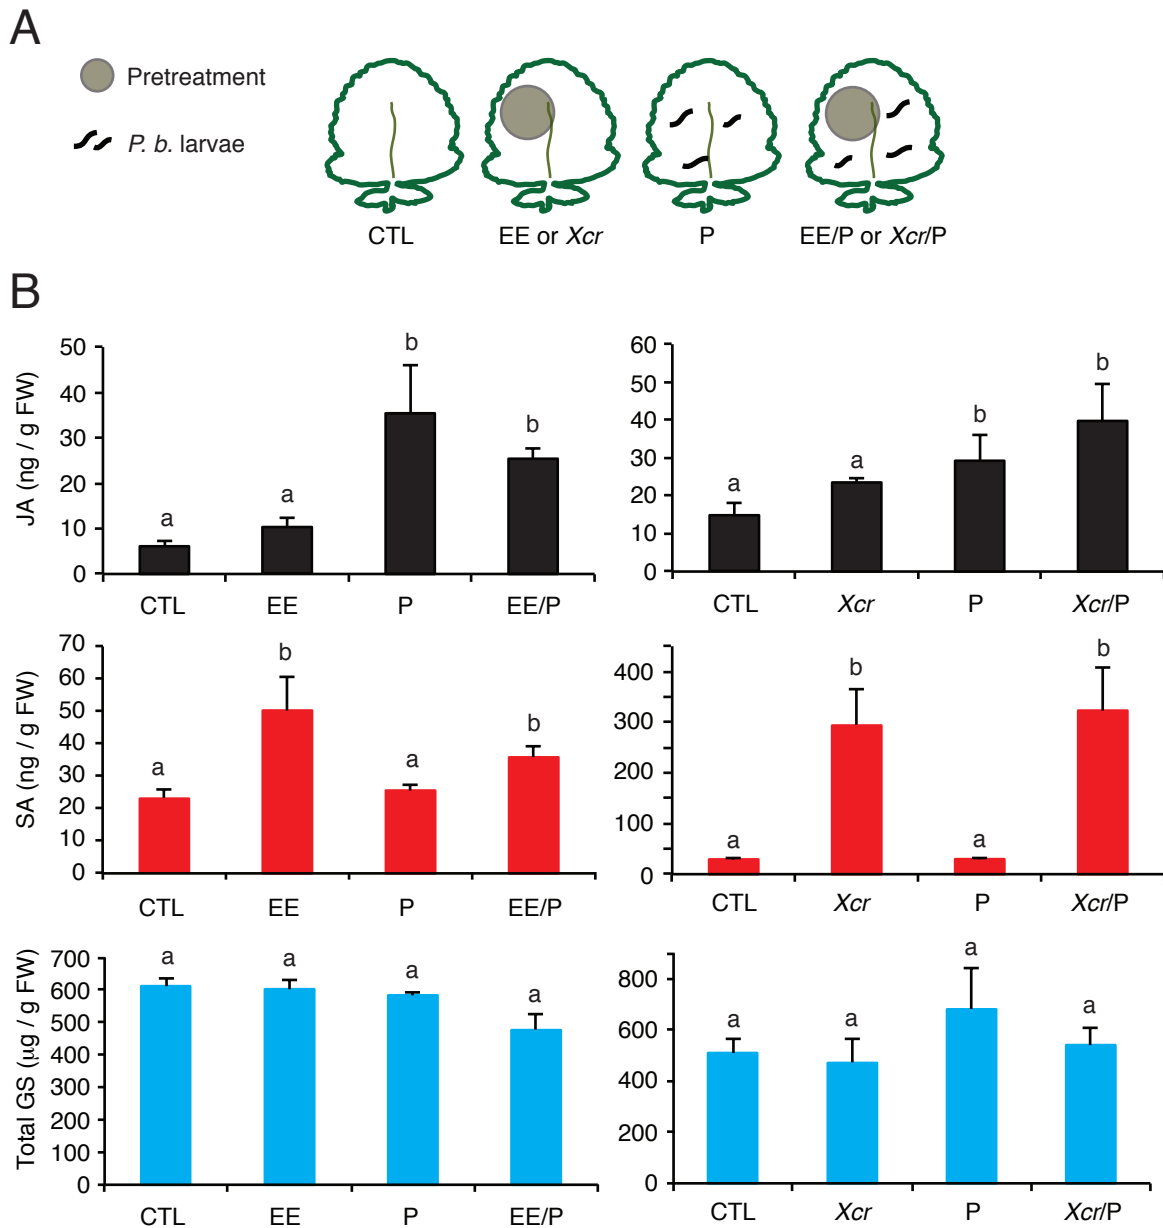 A
Pretreatment
P. b. larvae
CTL
EE or Xcr
P
EE/P or Xcr/P
B
JA (ng / g FW)
50
40
30
20
10
0
a
a
b
b
CTL
EE
P
EE/P
60
50
40
30
20
10
0
a
a
b
b
CTL
Xcr
P
Xcr/P
SA (ng / g FW)
70
60
50
40
30
20
10
0
a
b
a
b
CTL
EE
P
EE/P
400
300
200
100
0
a
b
a
b
CTL
Xcr
P
Xcr/P
Total GS (µg / g FW)
700
600
500
400
300
200
100
0
a
a
a
a
CTL
EE
P
EE/P
800
600
400
200
0
a
a
a
a
CTL
Xcr
P
Xcr/P